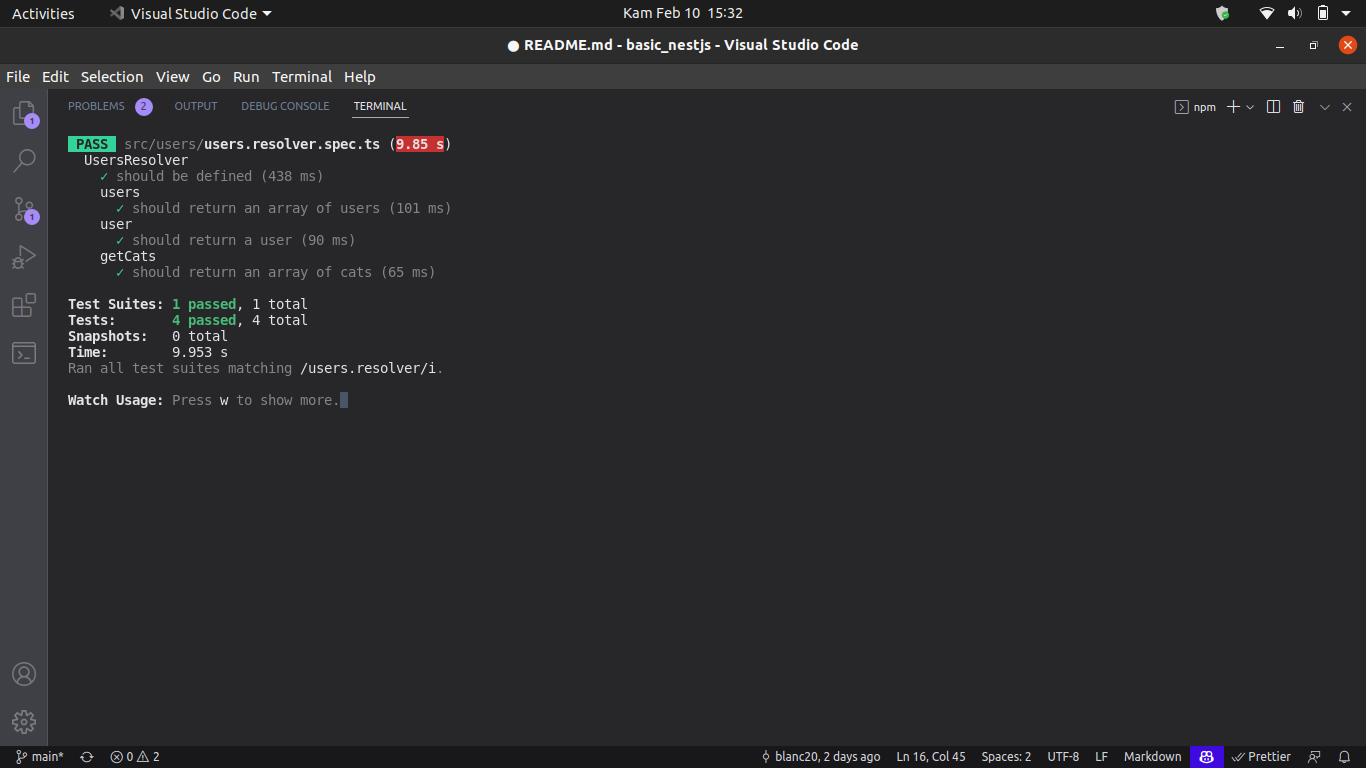 Activities Visual Studio Code Kam Feb 10 15:32
● README.md - basic_nestjs - Visual Studio Code
File Edit Selection View Go Run Terminal Help
PROBLEMS 2 OUTPUT DEBUG CONSOLE TERMINAL npm
1
1
PASS src/users/users.resolver.spec.ts (9.85 s)
UsersResolver
✓ should be defined (438 ms)
users
✓ should return an array of users (101 ms)
user
✓ should return a user (90 ms)
getCats
✓ should return an array of cats (65 ms)
Test Suites: 1 passed, 1 total
Tests: 4 passed, 4 total
Snapshots: 0 total
Time: 9.953 s
Ran all test suites matching /users.resolver/i.
Watch Usage: Press w to show more.
main* 0 2 blanc20, 2 days ago Ln 16, Col 45 Spaces: 2 UTF-8 LF Markdown Prettier